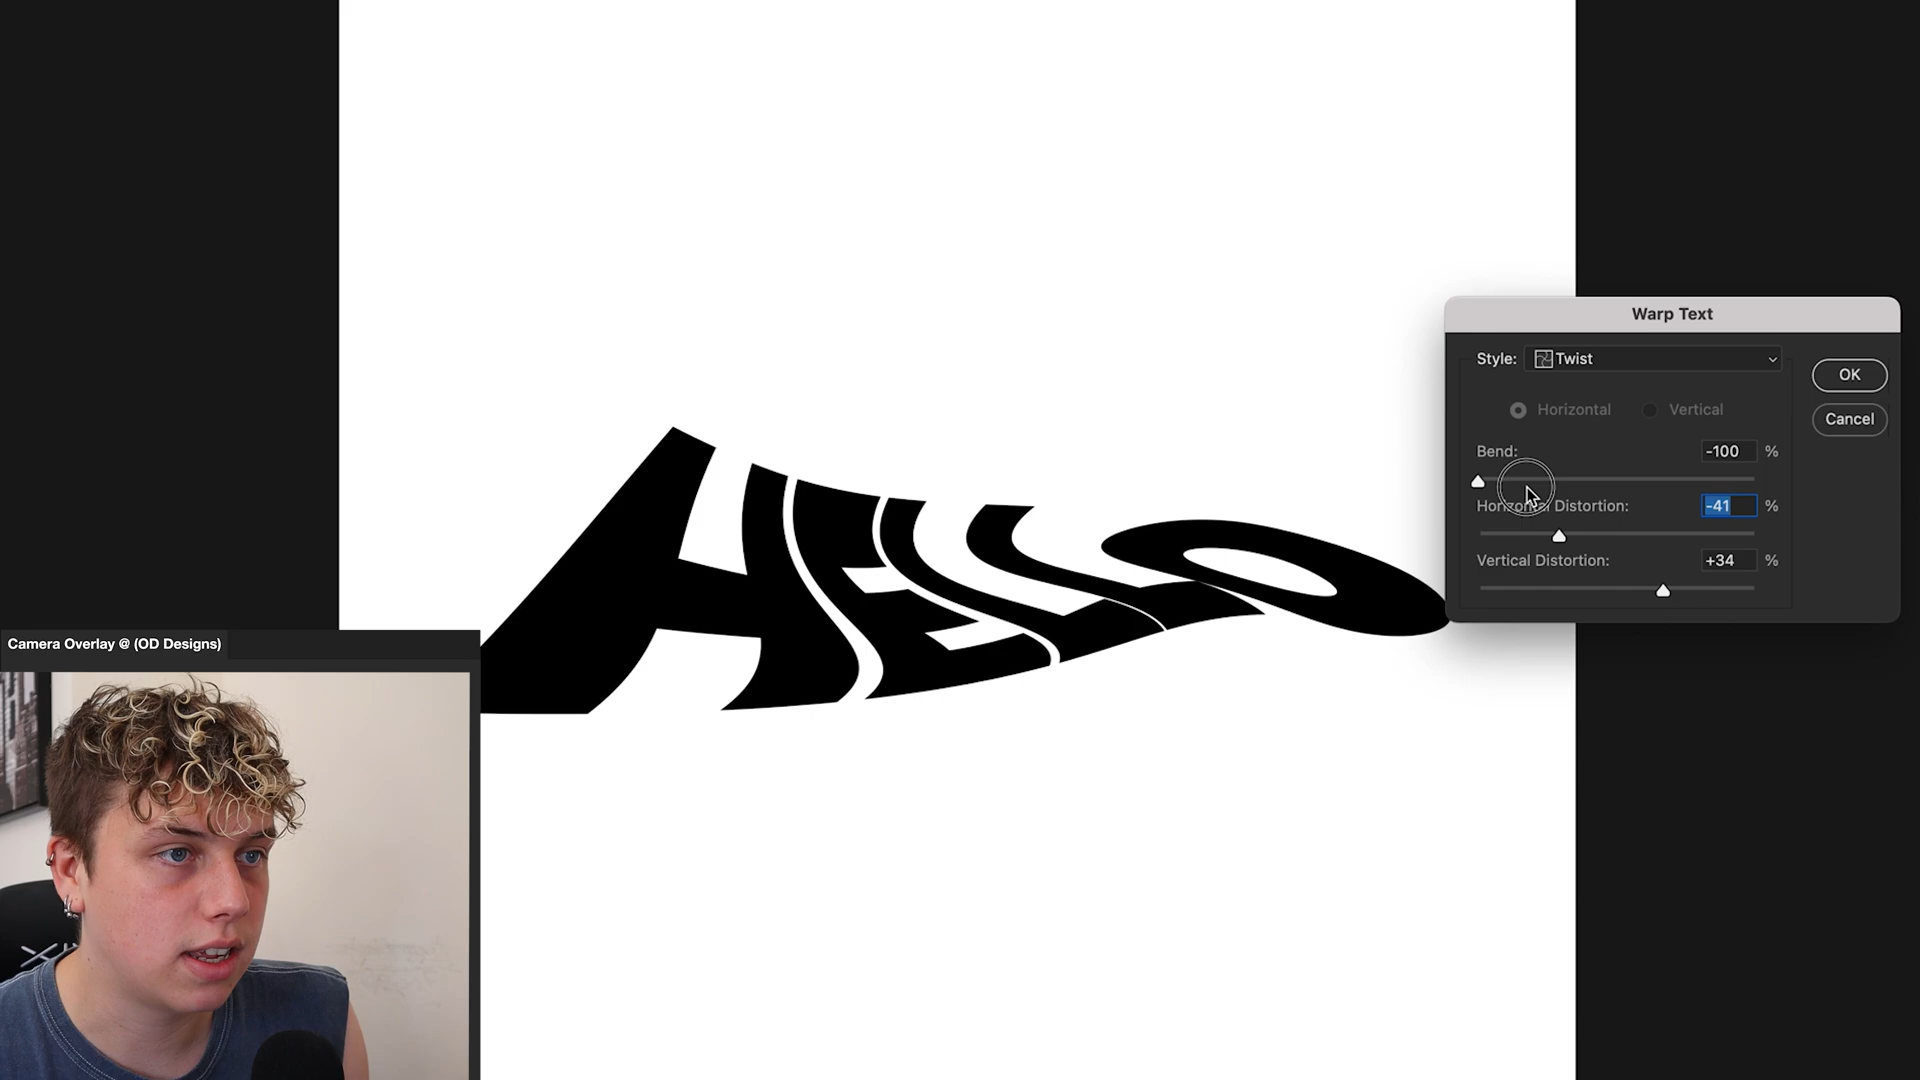 HELLO
Warp Text
Style: Twist
OK
Horizontal Vertical
Cancel
Bend: -100 %
Horizontal Distortion: -41 %
Vertical Distortion: +34 %
Camera Overlay @ (OD Designs)